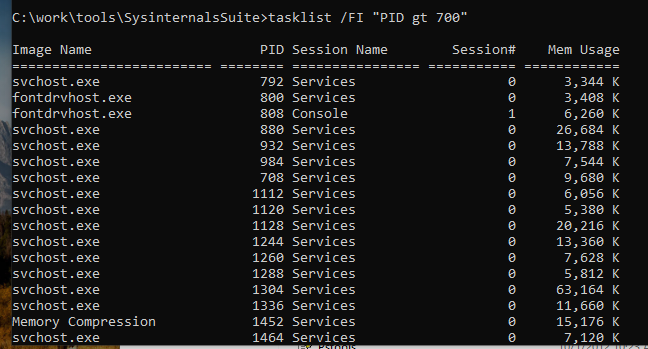 C:\work\tools\SysinternalsSuite>tasklist /FI "PID gt 700"
Image Name                     PID Session Name        Session#    Mem Usage
========================= ======== ================ =========== ============
svchost.exe                    792 Services                   0      3,344 K
fontdrvhost.exe                800 Services                   0      3,408 K
fontdrvhost.exe                808 Console                    1      6,260 K
svchost.exe                    880 Services                   0     26,684 K
svchost.exe                    932 Services                   0     13,788 K
svchost.exe                    984 Services                   0      7,544 K
svchost.exe                    708 Services                   0      9,680 K
svchost.exe                   1112 Services                   0      6,056 K
svchost.exe                   1120 Services                   0      5,380 K
svchost.exe                   1128 Services                   0     20,216 K
svchost.exe                   1244 Services                   0     13,360 K
svchost.exe                   1260 Services                   0      7,628 K
svchost.exe                   1288 Services                   0      5,812 K
svchost.exe                   1304 Services                   0     63,164 K
svchost.exe                   1336 Services                   0     11,660 K
Memory Compression            1452 Services                   0     15,176 K
svchost.exe                   1464 Services                   0      7,120 K